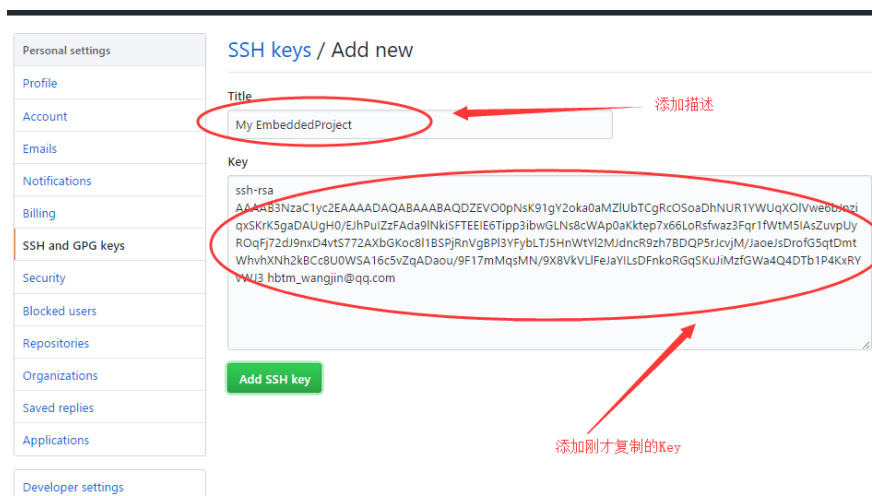 Personal settings
Profile
Account
Emails
Notifications
Billing
SSH and GPG keys
Security
Blocked users
Repositories
Organizations
Saved replies
Applications
Developer settings
SSH keys / Add new
Title
添加描述
My EmbeddedProject
Key
ssh-rsa
AAAAB3NzaC1yc2EAAAADAQABAAABAQDZEVO0pNsK91gY2oka0aMZlUbTCgRcOSoaDhNUR1YWUqXOlVwe6bJnzi
qxSKrK5gaDAUgH0/EJhPuIZzFAda9lNkiSFTEEIE6Tipp3ibwGLNs8cWAp0aKktep7x66LoRsfwaz3Fqr1fWtM5IAsZuvpUy
ROqFj72dJ9nxD4vtS772AXbGKoc8l1BSPjRnVgBPl3YFybLTJ5HnWtYl2MJdncR9zh7BDQP5rJcvjM/JaoeJsDrofG5qtDmt
WhvhXNh2kBCc8U0WSA16c5vZqADaou/9F17mMqsMN/9X8VkVLlFeJaYILsDFnkoRGqSKuJiMzfGWa4Q4DTb1P4KxRY
VWJ3 hbtm_wangjin@qq.com
Add SSH key
添加刚才复制的Key